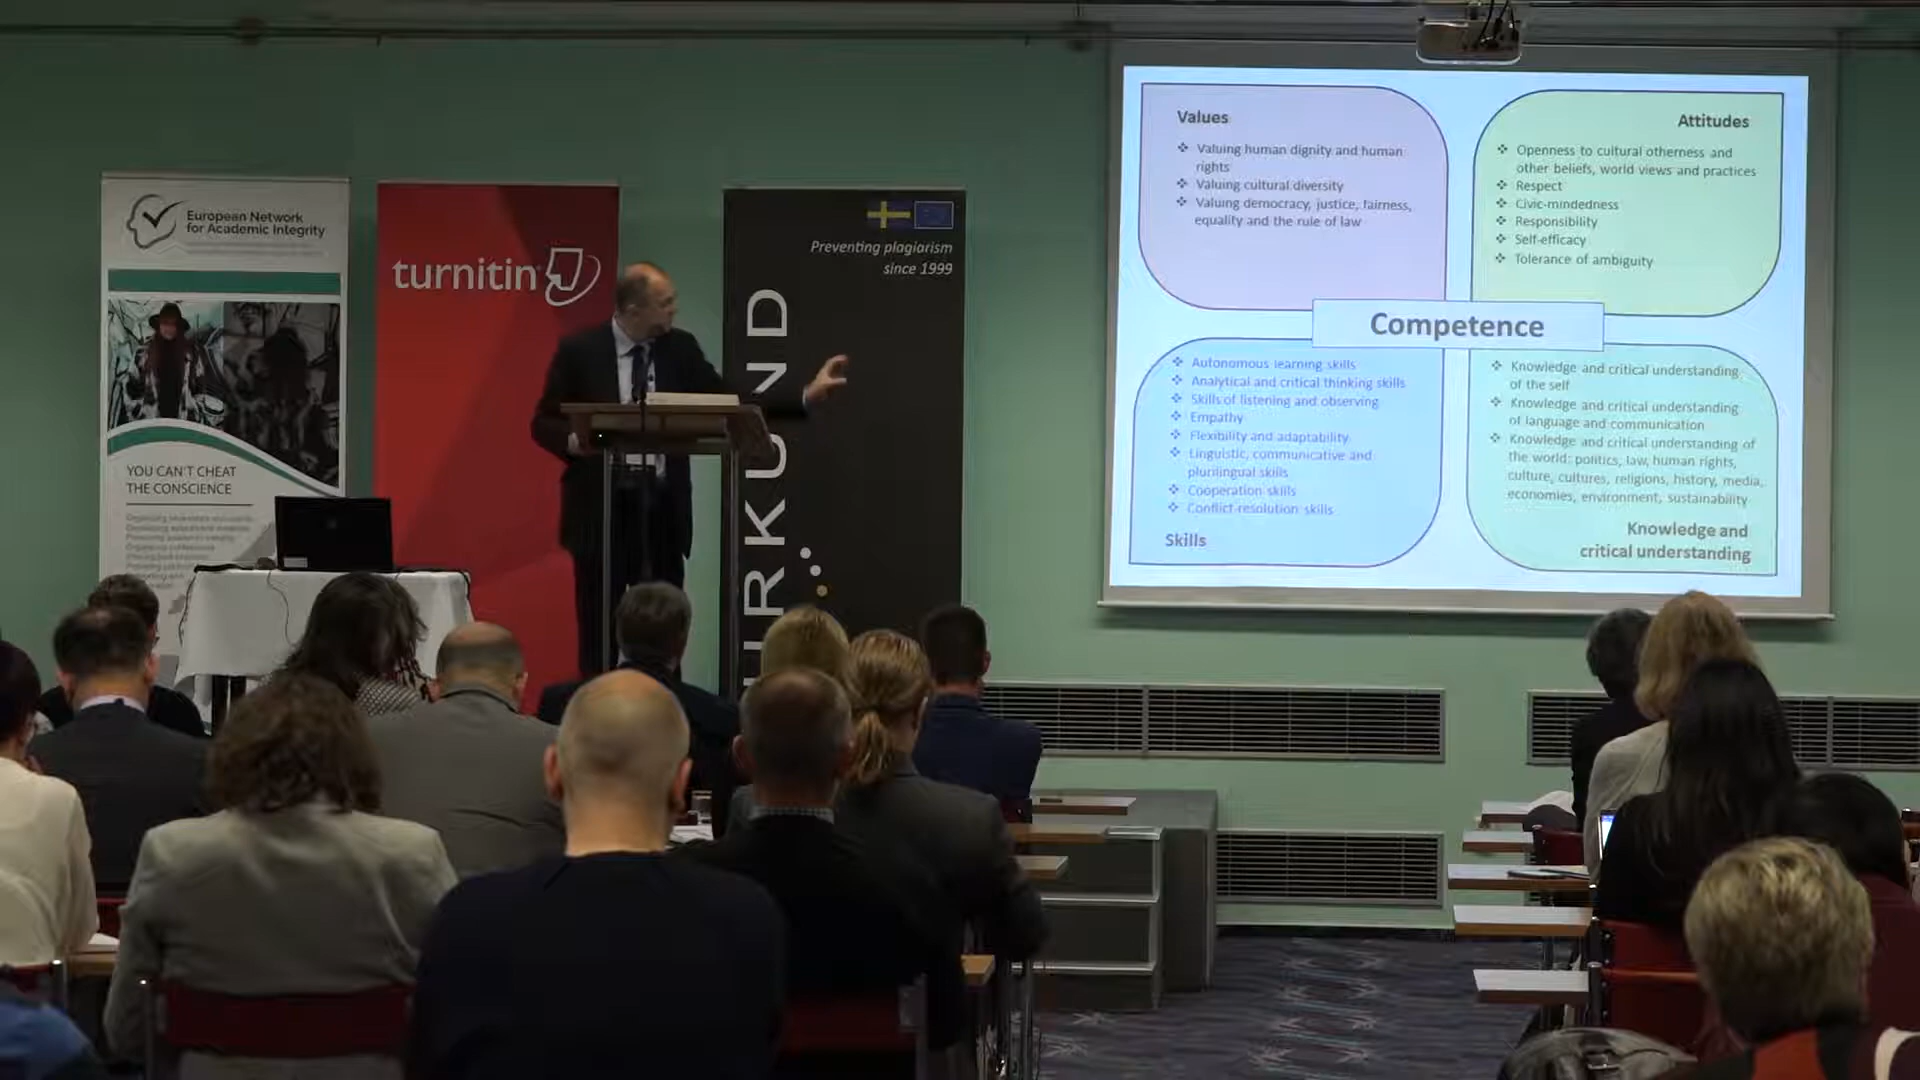 European Network
for Academic Integrity
YOU CAN'T CHEAT
THE CONSCIENCE
turnitin
Preventing plagiarism
since 1999
URKUND
Values
Valuing human dignity and human
rights
Valuing cultural diversity
Valuing democracy, justice, fairness,
equality and the rule of law
Attitudes
Openness to cultural otherness and
other beliefs, world views and practices
Respect
Civic-mindedness
Responsibility
Self-efficacy
Tolerance of ambiguity
Competence
Autonomous learning skills
Analytical and critical thinking skills
Skills of listening and observing
Empathy
Flexibility and adaptability
Linguistic, communicative and
plurilingual skills
Cooperation skills
Conflict-resolution skills
Skills
Knowledge and critical understanding
of the self
Knowledge and critical understanding
of language and communication
Knowledge and critical understanding of
the world: politics, law, human rights,
culture, cultures, religions, history, media,
economies, environment, sustainability
Knowledge and
critical understanding